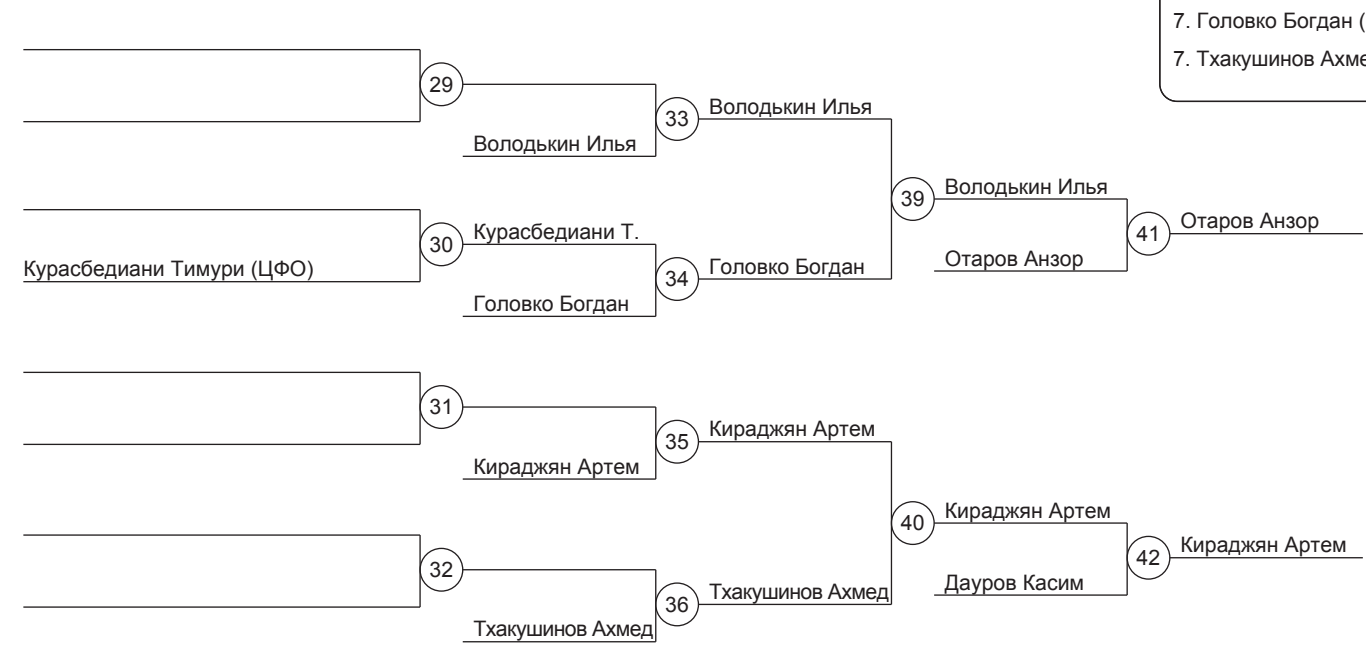 7. Головко Богдан (
7. Тхакушинов Ахме
29
33
Володькин Илья
Володькин Илья
39
Володькин Илья
41
Отаров Анзор
30
Курасбедиани Т.
Курасбедиани Тимури (ЦФО)
34
Головко Богдан
Отаров Анзор
Головко Богдан
31
35
Кираджян Артем
Кираджян Артем
40
Кираджян Артем
42
Кираджян Артем
32
36
Тхакушинов Ахмед
Дауров Касим
Тхакушинов Ахмед